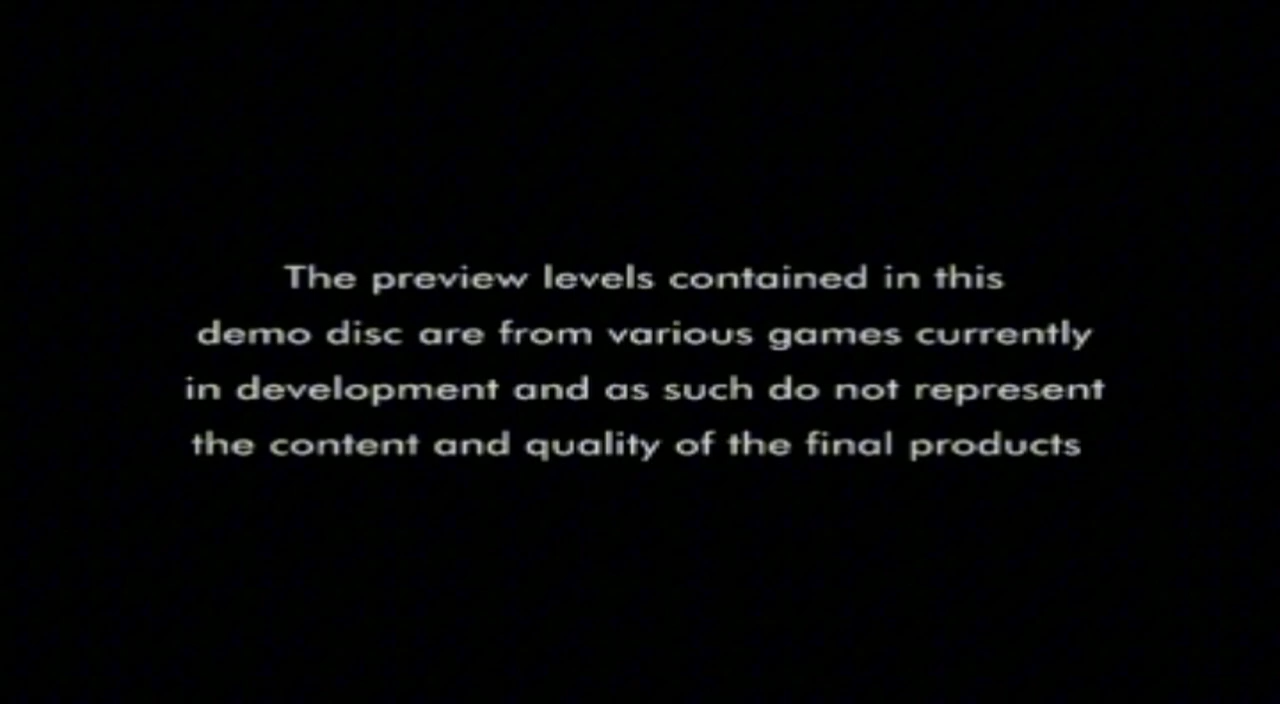 The preview levels contained in this
demo disc are from various games currently
in development and as such do not represent
the content and quality of the final products